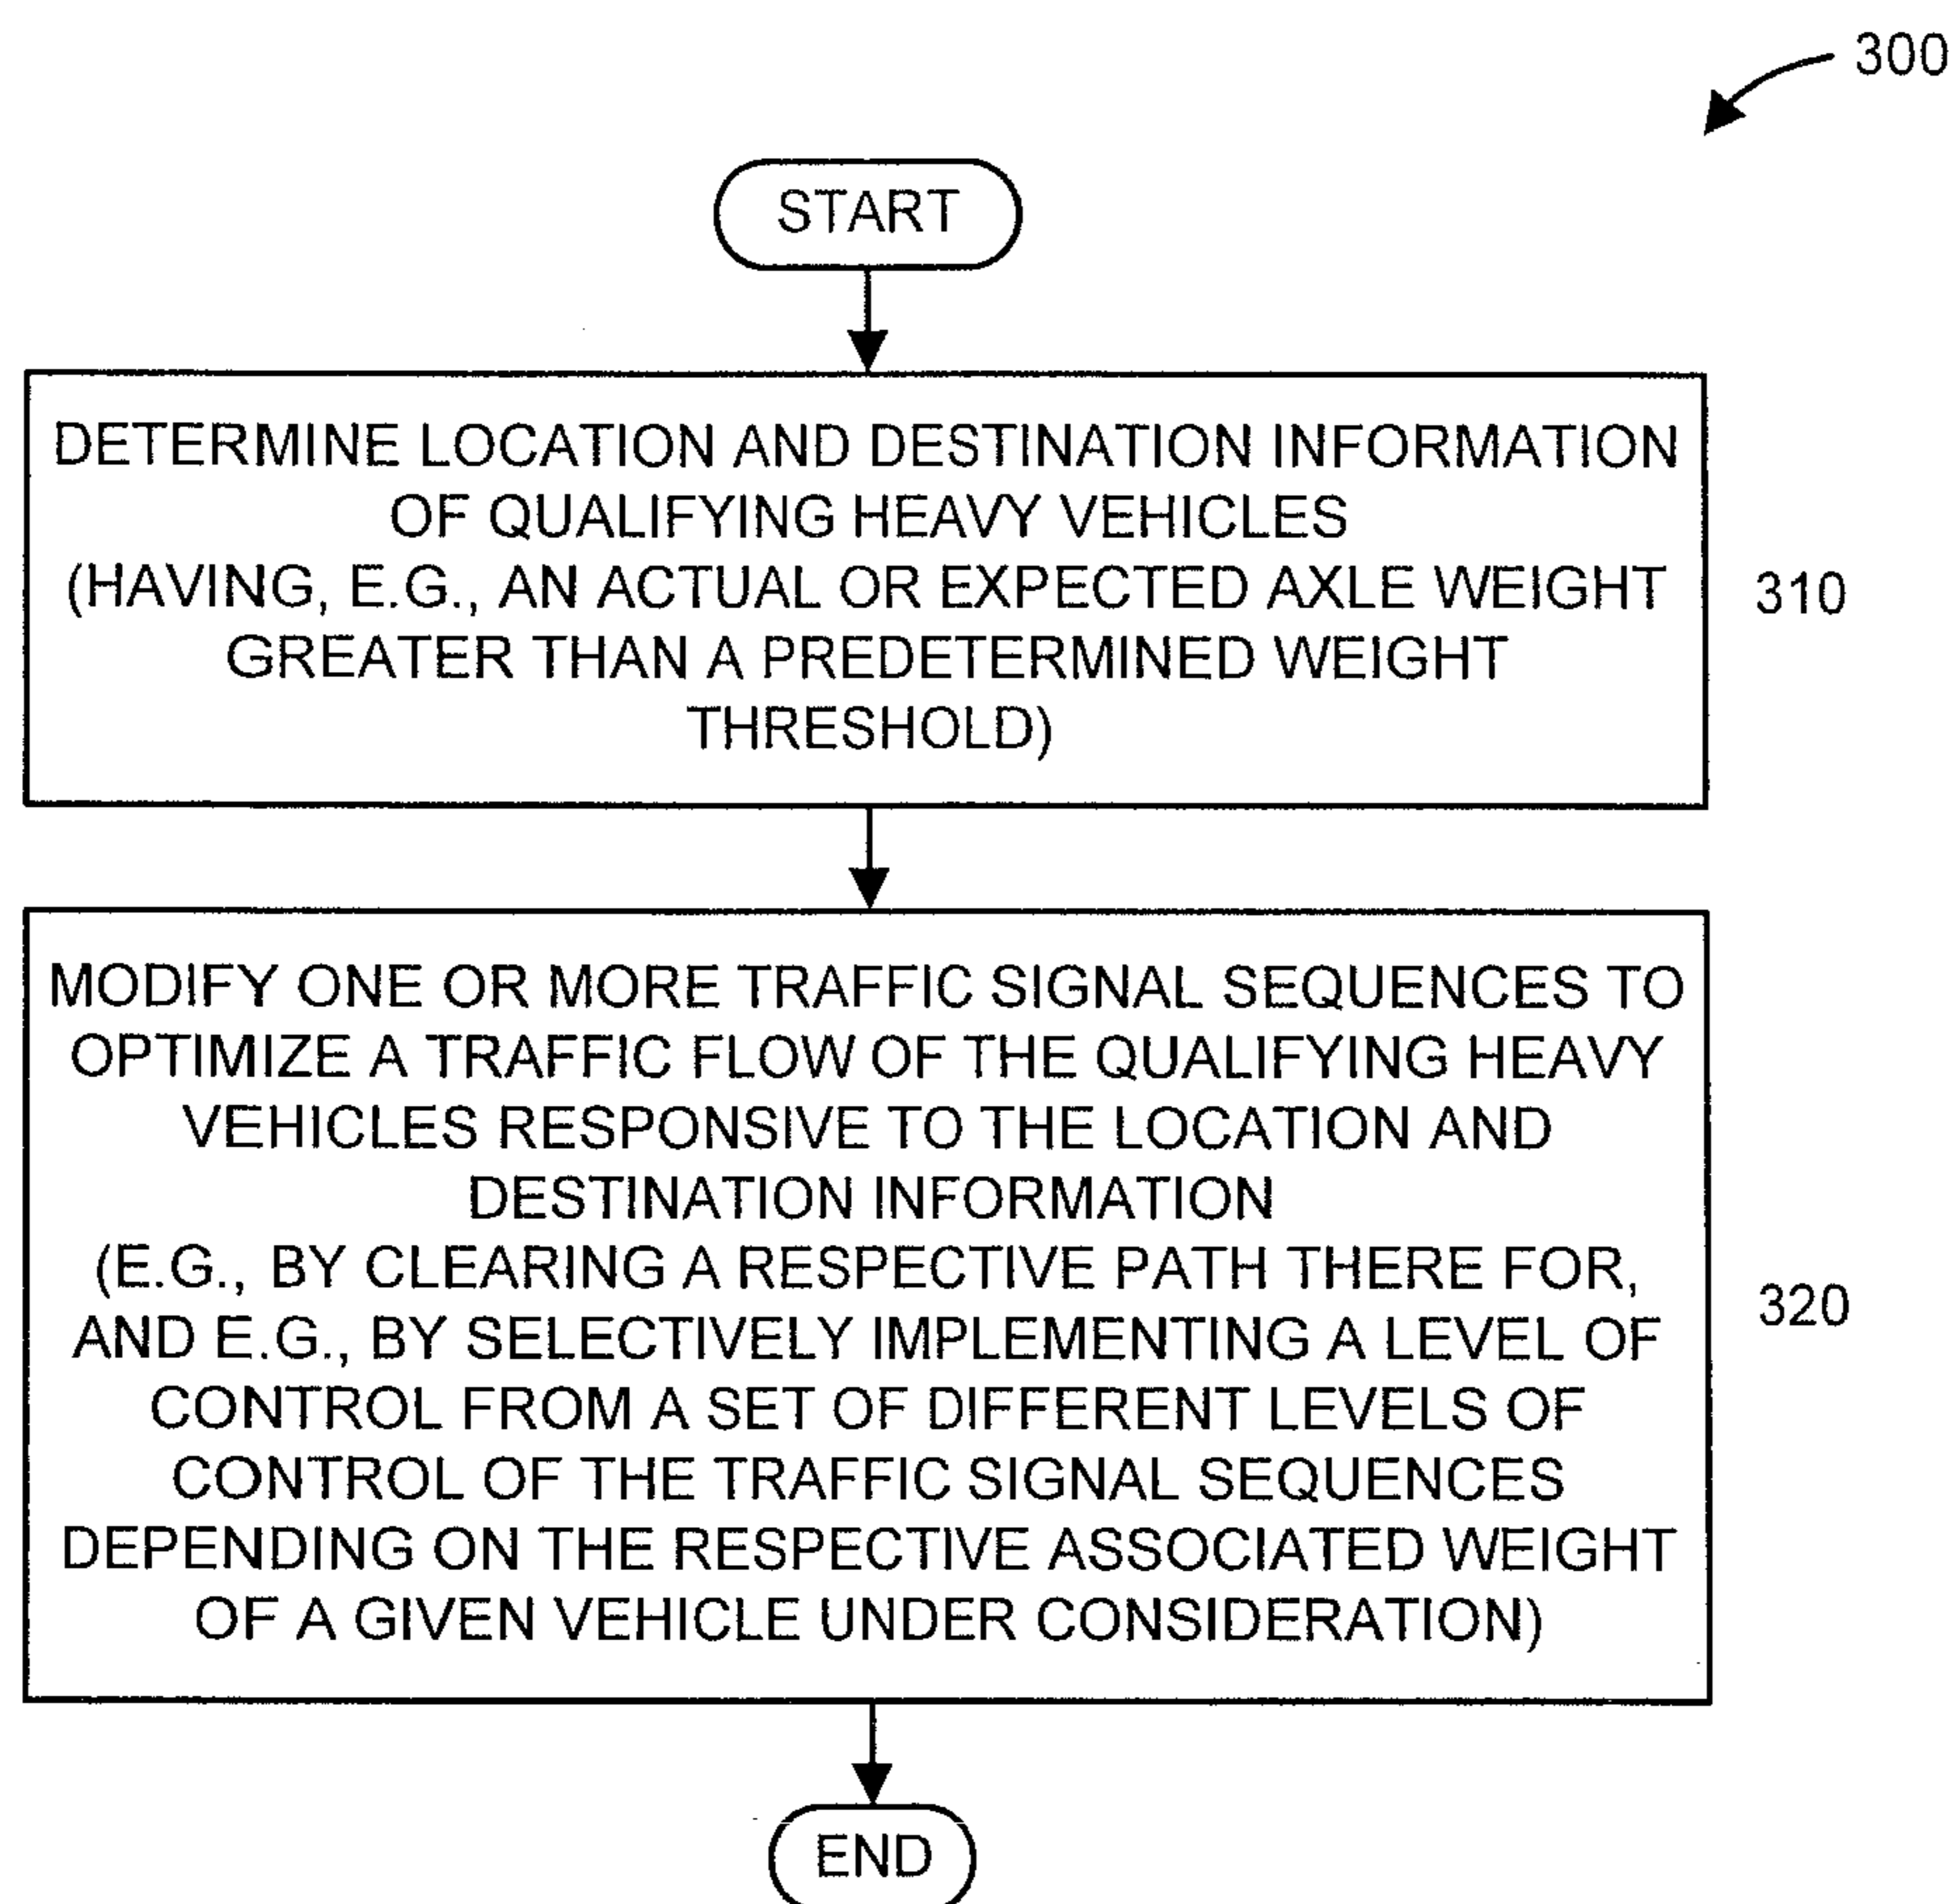 300
START
DETERMINE LOCATION AND DESTINATION INFORMATION
OF QUALIFYING HEAVY VEHICLES
(HAVING, E.G., AN ACTUAL OR EXPECTED AXLE WEIGHT
GREATER THAN A PREDETERMINED WEIGHT
THRESHOLD)
310
MODIFY ONE OR MORE TRAFFIC SIGNAL SEQUENCES TO
OPTIMIZE A TRAFFIC FLOW OF THE QUALIFYING HEAVY
VEHICLES RESPONSIVE TO THE LOCATION AND
DESTINATION INFORMATION
(E.G., BY CLEARING A RESPECTIVE PATH THERE FOR,
AND E.G., BY SELECTIVELY IMPLEMENTING A LEVEL OF
CONTROL FROM A SET OF DIFFERENT LEVELS OF
CONTROL OF THE TRAFFIC SIGNAL SEQUENCES
DEPENDING ON THE RESPECTIVE ASSOCIATED WEIGHT
OF A GIVEN VEHICLE UNDER CONSIDERATION)
320
END